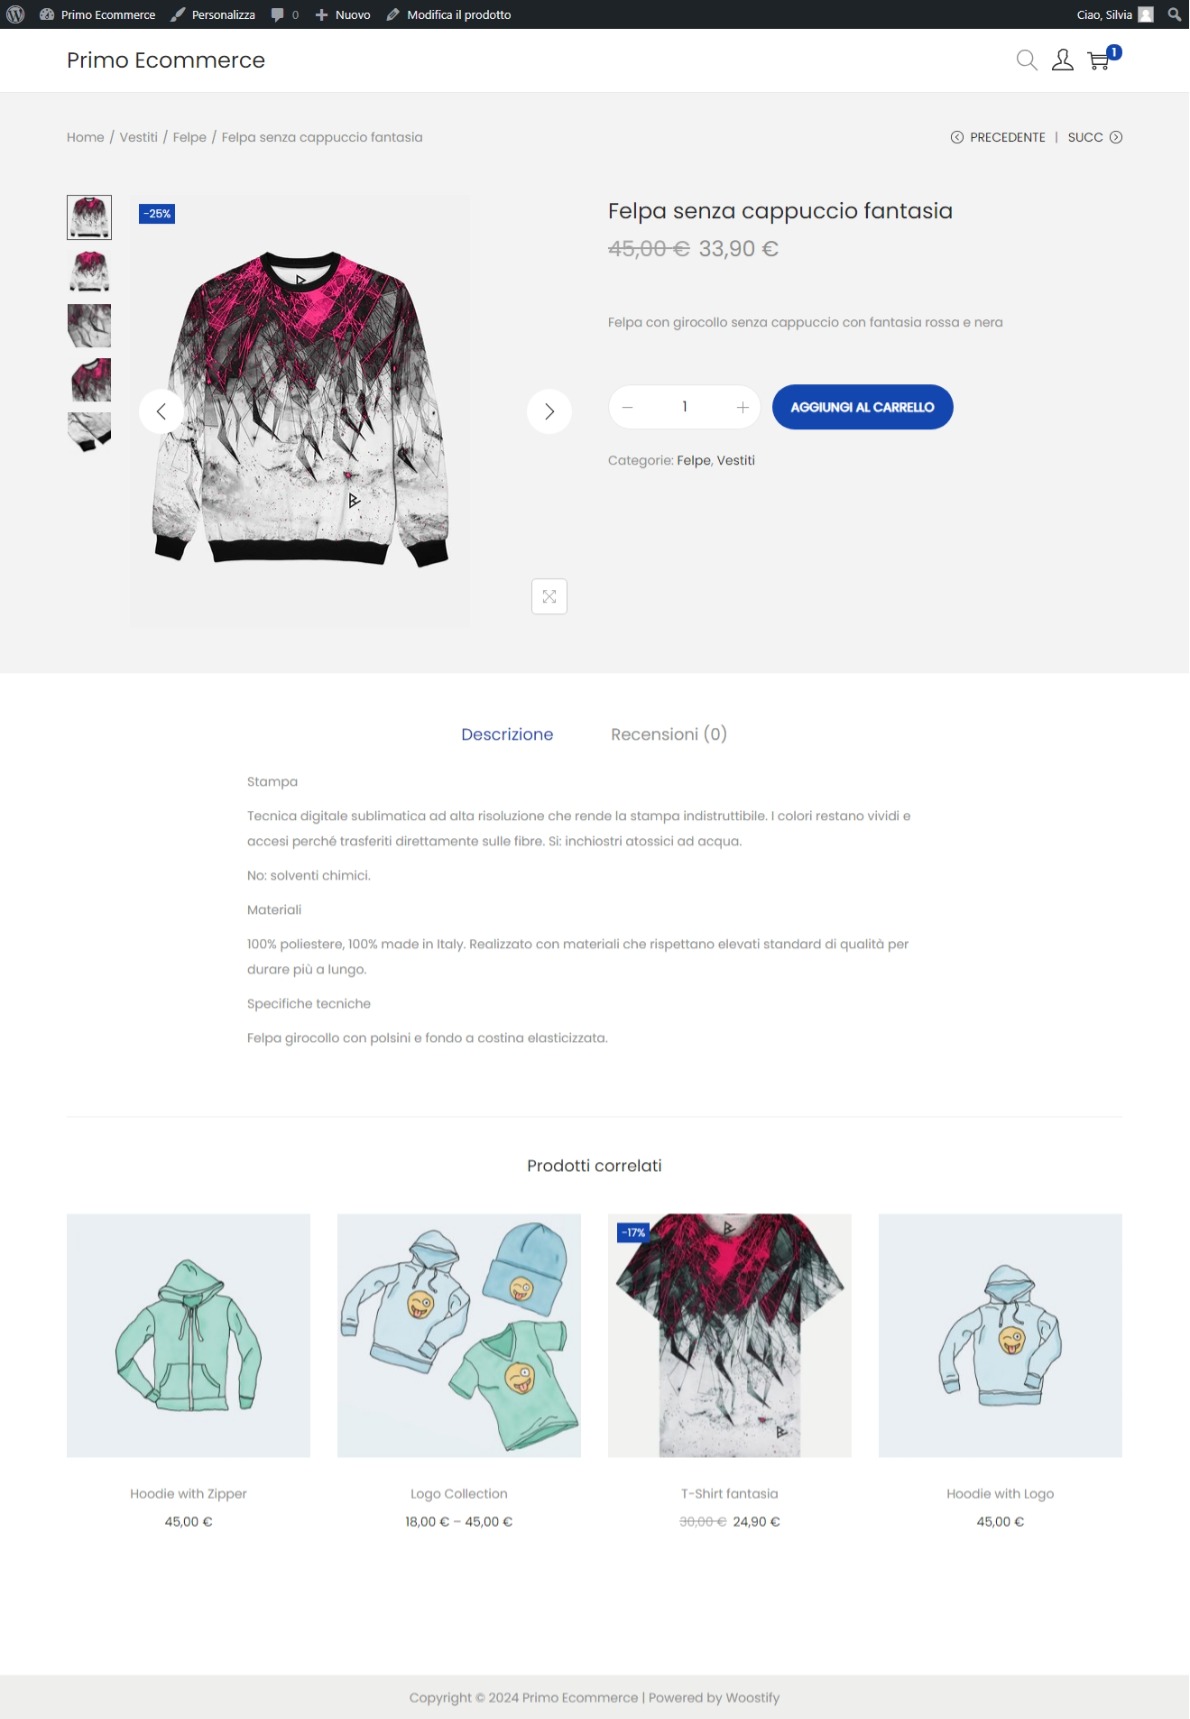 Primo Ecommerce
Personalizza
0
Nuovo
Modifica il prodotto
Ciao, Silvia
Primo Ecommerce
1
Home / Vestiti / Felpe / Felpa senza cappuccio fantasia
PRECEDENTE | SUCC
-25%
Felpa senza cappuccio fantasia
45,00 € 33,90 €
Felpa con girocollo senza cappuccio con fantasia rossa e nera
− 1 +
AGGIUNGI AL CARRELLO
Categorie: Felpe, Vestiti
Descrizione
Recensioni (0)
Stampa
Tecnica digitale sublimatica ad alta risoluzione che rende la stampa indistruttibile. I colori restano vividi e
accesi perché trasferiti direttamente sulle fibre. Si: inchiostri atossici ad acqua.
No: solventi chimici.
Materiali
100% poliestere, 100% made in Italy. Realizzato con materiali che rispettano elevati standard di qualità per
durare più a lungo.
Specifiche tecniche
Felpa girocollo con polsini e fondo a costina elasticizzata.
Prodotti correlati
-17%
Hoodie with Zipper
45,00 €
Logo Collection
18,00 € – 45,00 €
T-Shirt fantasia
30,00 € 24,90 €
Hoodie with Logo
45,00 €
Copyright © 2024 Primo Ecommerce | Powered by Woostify